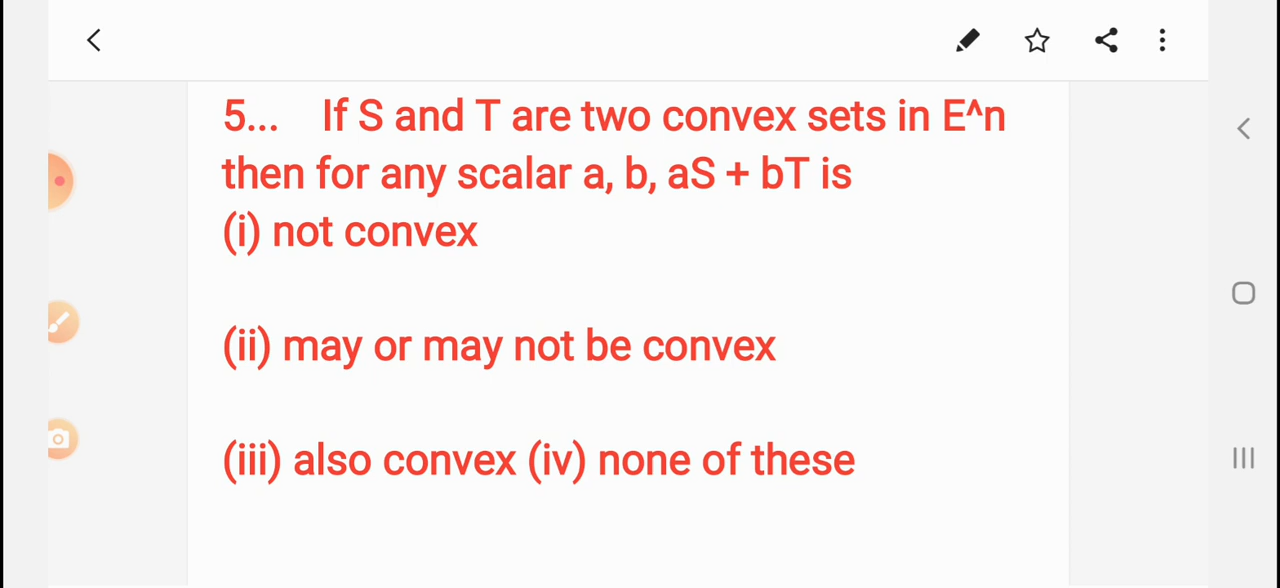 5... If S and T are two convex sets in E^n
then for any scalar a, b, aS + bT is
(i) not convex
(ii) may or may not be convex
(iii) also convex (iv) none of these